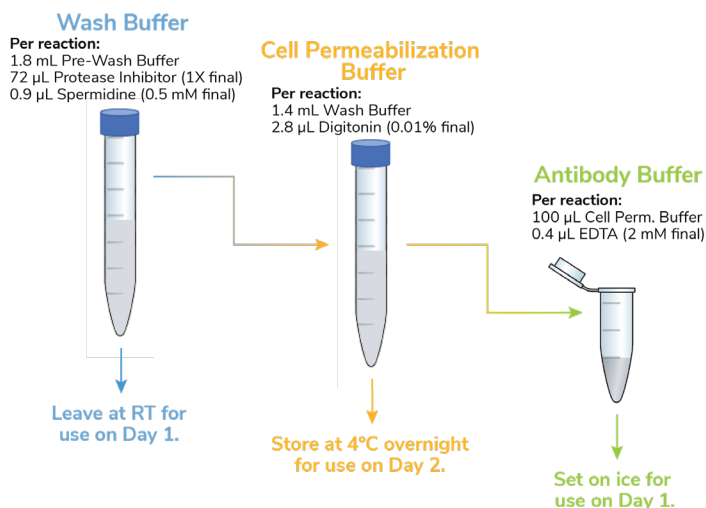 Wash Buffer
Per reaction:
1.8 mL Pre-Wash Buffer
72 µL Protease Inhibitor (1X final)
0.9 µL Spermidine (0.5 mM final)
Leave at RT for
use on Day 1.
Cell Permeabilization
Buffer
Per reaction:
1.4 mL Wash Buffer
2.8 µL Digitonin (0.01% final)
Store at 4°C overnight
for use on Day 2.
Antibody Buffer
Per reaction:
100 µL Cell Perm. Buffer
0.4 µL EDTA (2 mM final)
Set on ice for
use on Day 1.